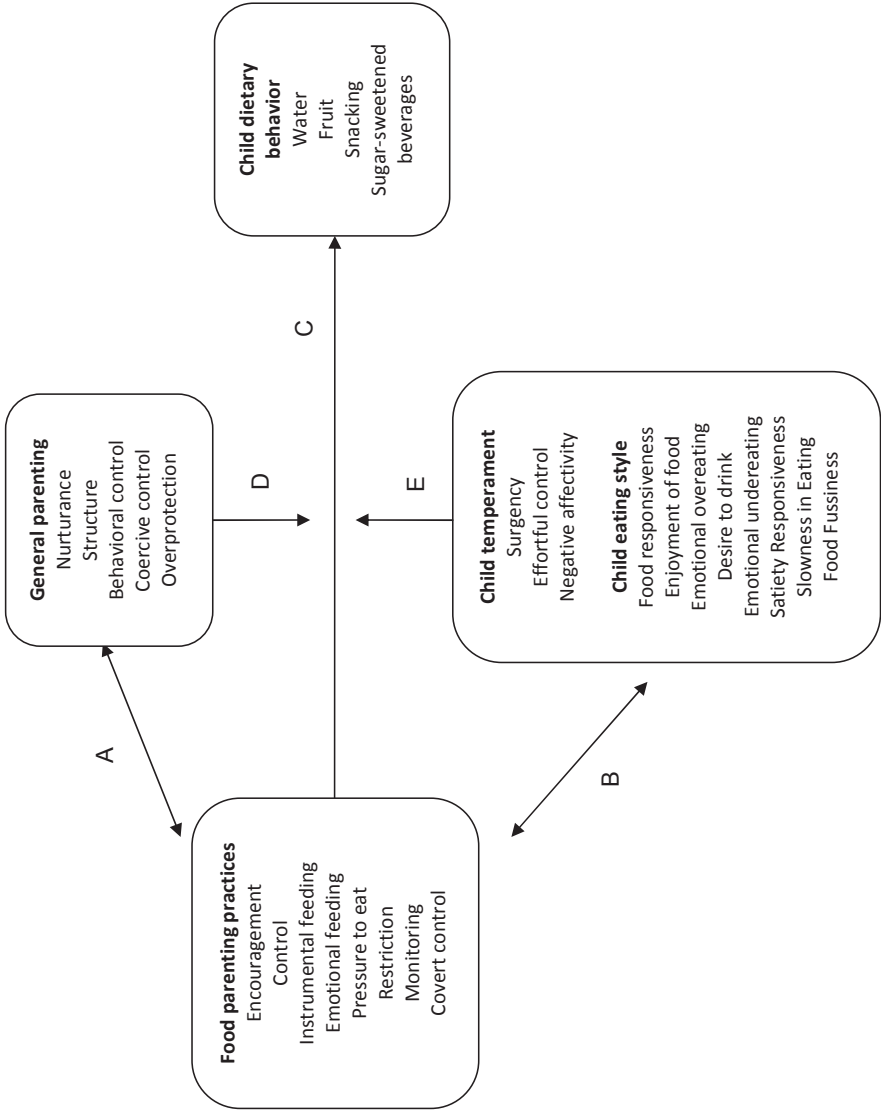 Food parenting practices
Encouragement
Control
Instrumental feeding
Emotional feeding
Pressure to eat
Restriction
Monitoring
Covert control
A
General parenting
Nurturance
Structure
Behavioral control
Coercive control
Overprotection
D
C
Child dietary
behavior
Water
Fruit
Snacking
Sugar-sweetened
beverages
E
B
Child temperament
Surgency
Effortful control
Negative affectivity
Child eating style
Food responsiveness
Enjoyment of food
Emotional overeating
Desire to drink
Emotional undereating
Satiety Responsiveness
Slowness in Eating
Food Fussiness